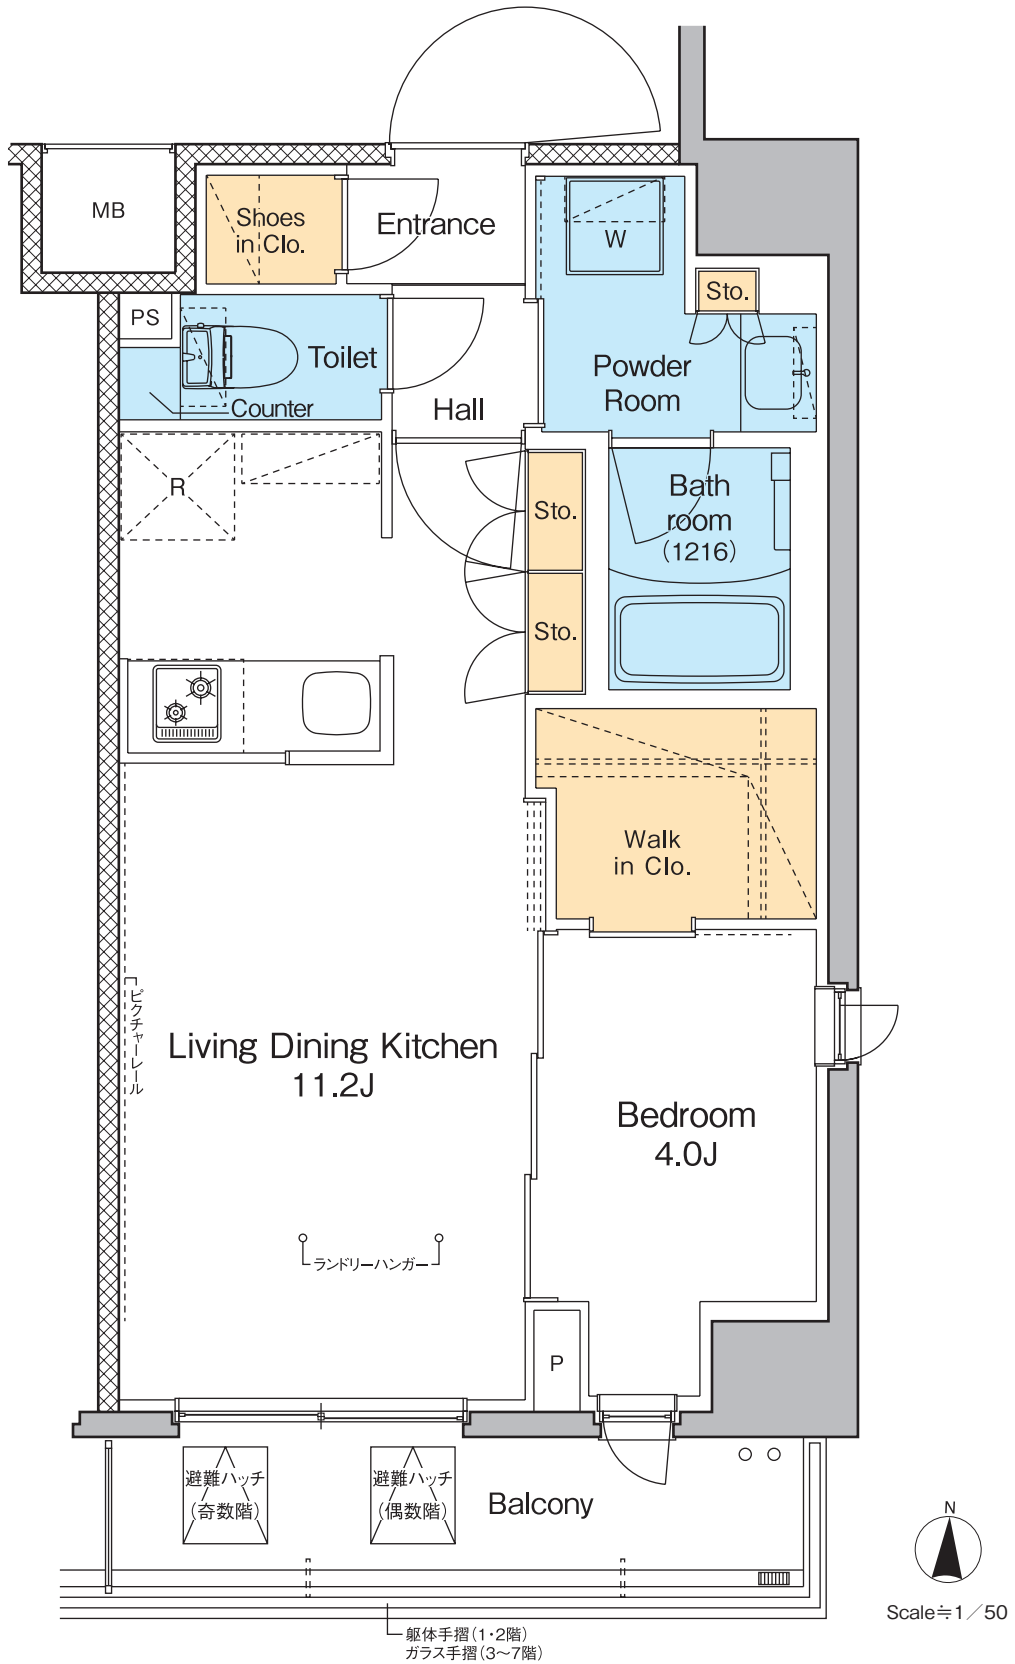 MB
Shoes
in Clo.
Entrance
W
Sto.
PS
Toilet
Counter
Hall
Powder
Room
R
Sto.
Bath
room
(1216)
Sto.
Walk
in Clo.
ピクチャーレール
Living Dining Kitchen
11.2J
Bedroom
4.0J
ランドリーハンガー
P
避難ハッチ
(奇数階)
避難ハッチ
(偶数階)
Balcony
N
Scale≒1／50
躯体手摺(1・2階)
ガラス手摺(3〜7階)